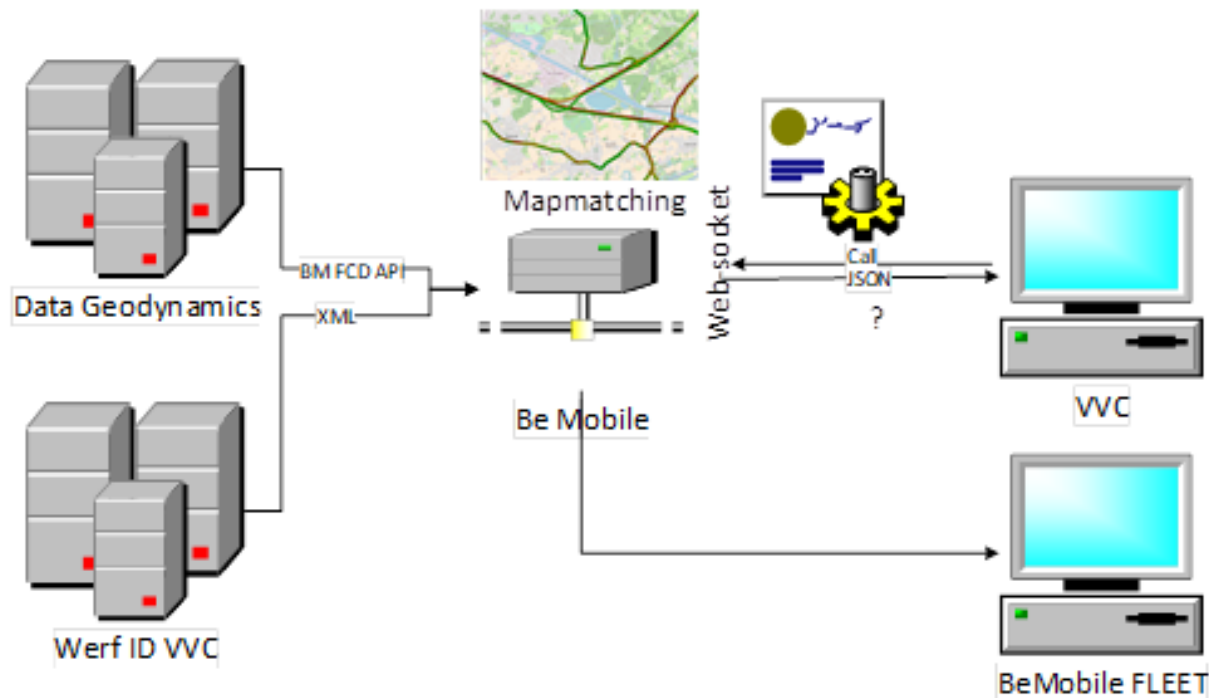 Mapmatching
Web-socket
Call
JSON
?
BM FCD API
XML
Data Geodynamics
Be Mobile
VVC
Werf ID VVC
BeMobile FLEET